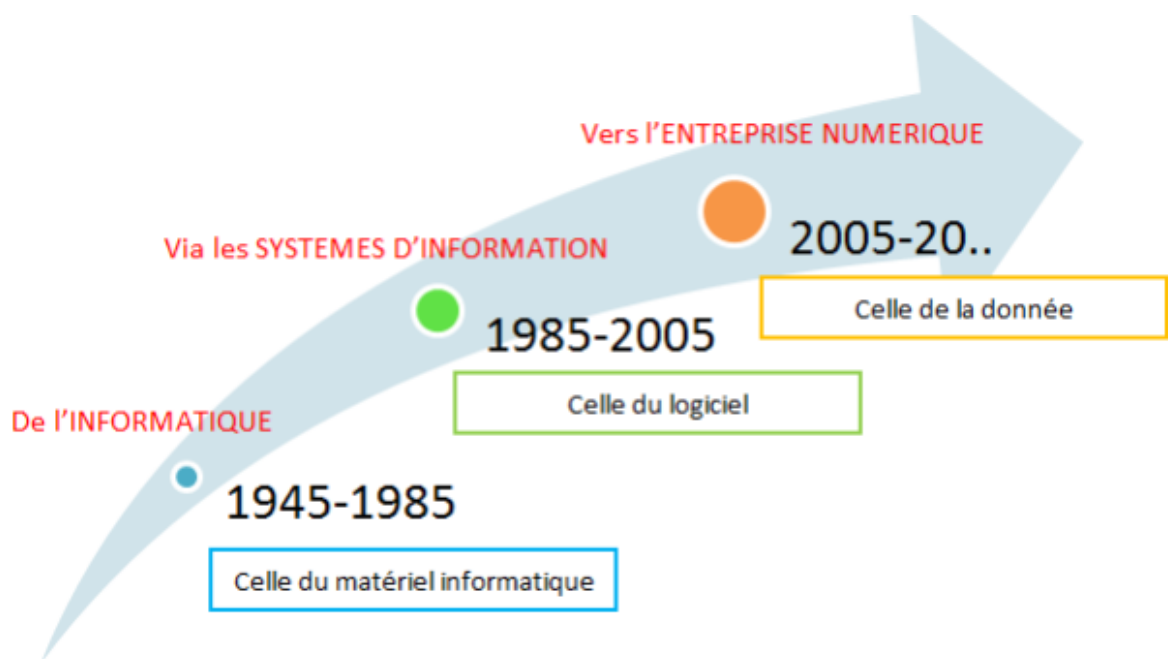 Vers l'ENTREPRISE NUMERIQUE
2005-20..
Celle de la donnée
Via les SYSTEMES D'INFORMATION
1985-2005
Celle du logiciel
De l'INFORMATIQUE
1945-1985
Celle du matériel informatique